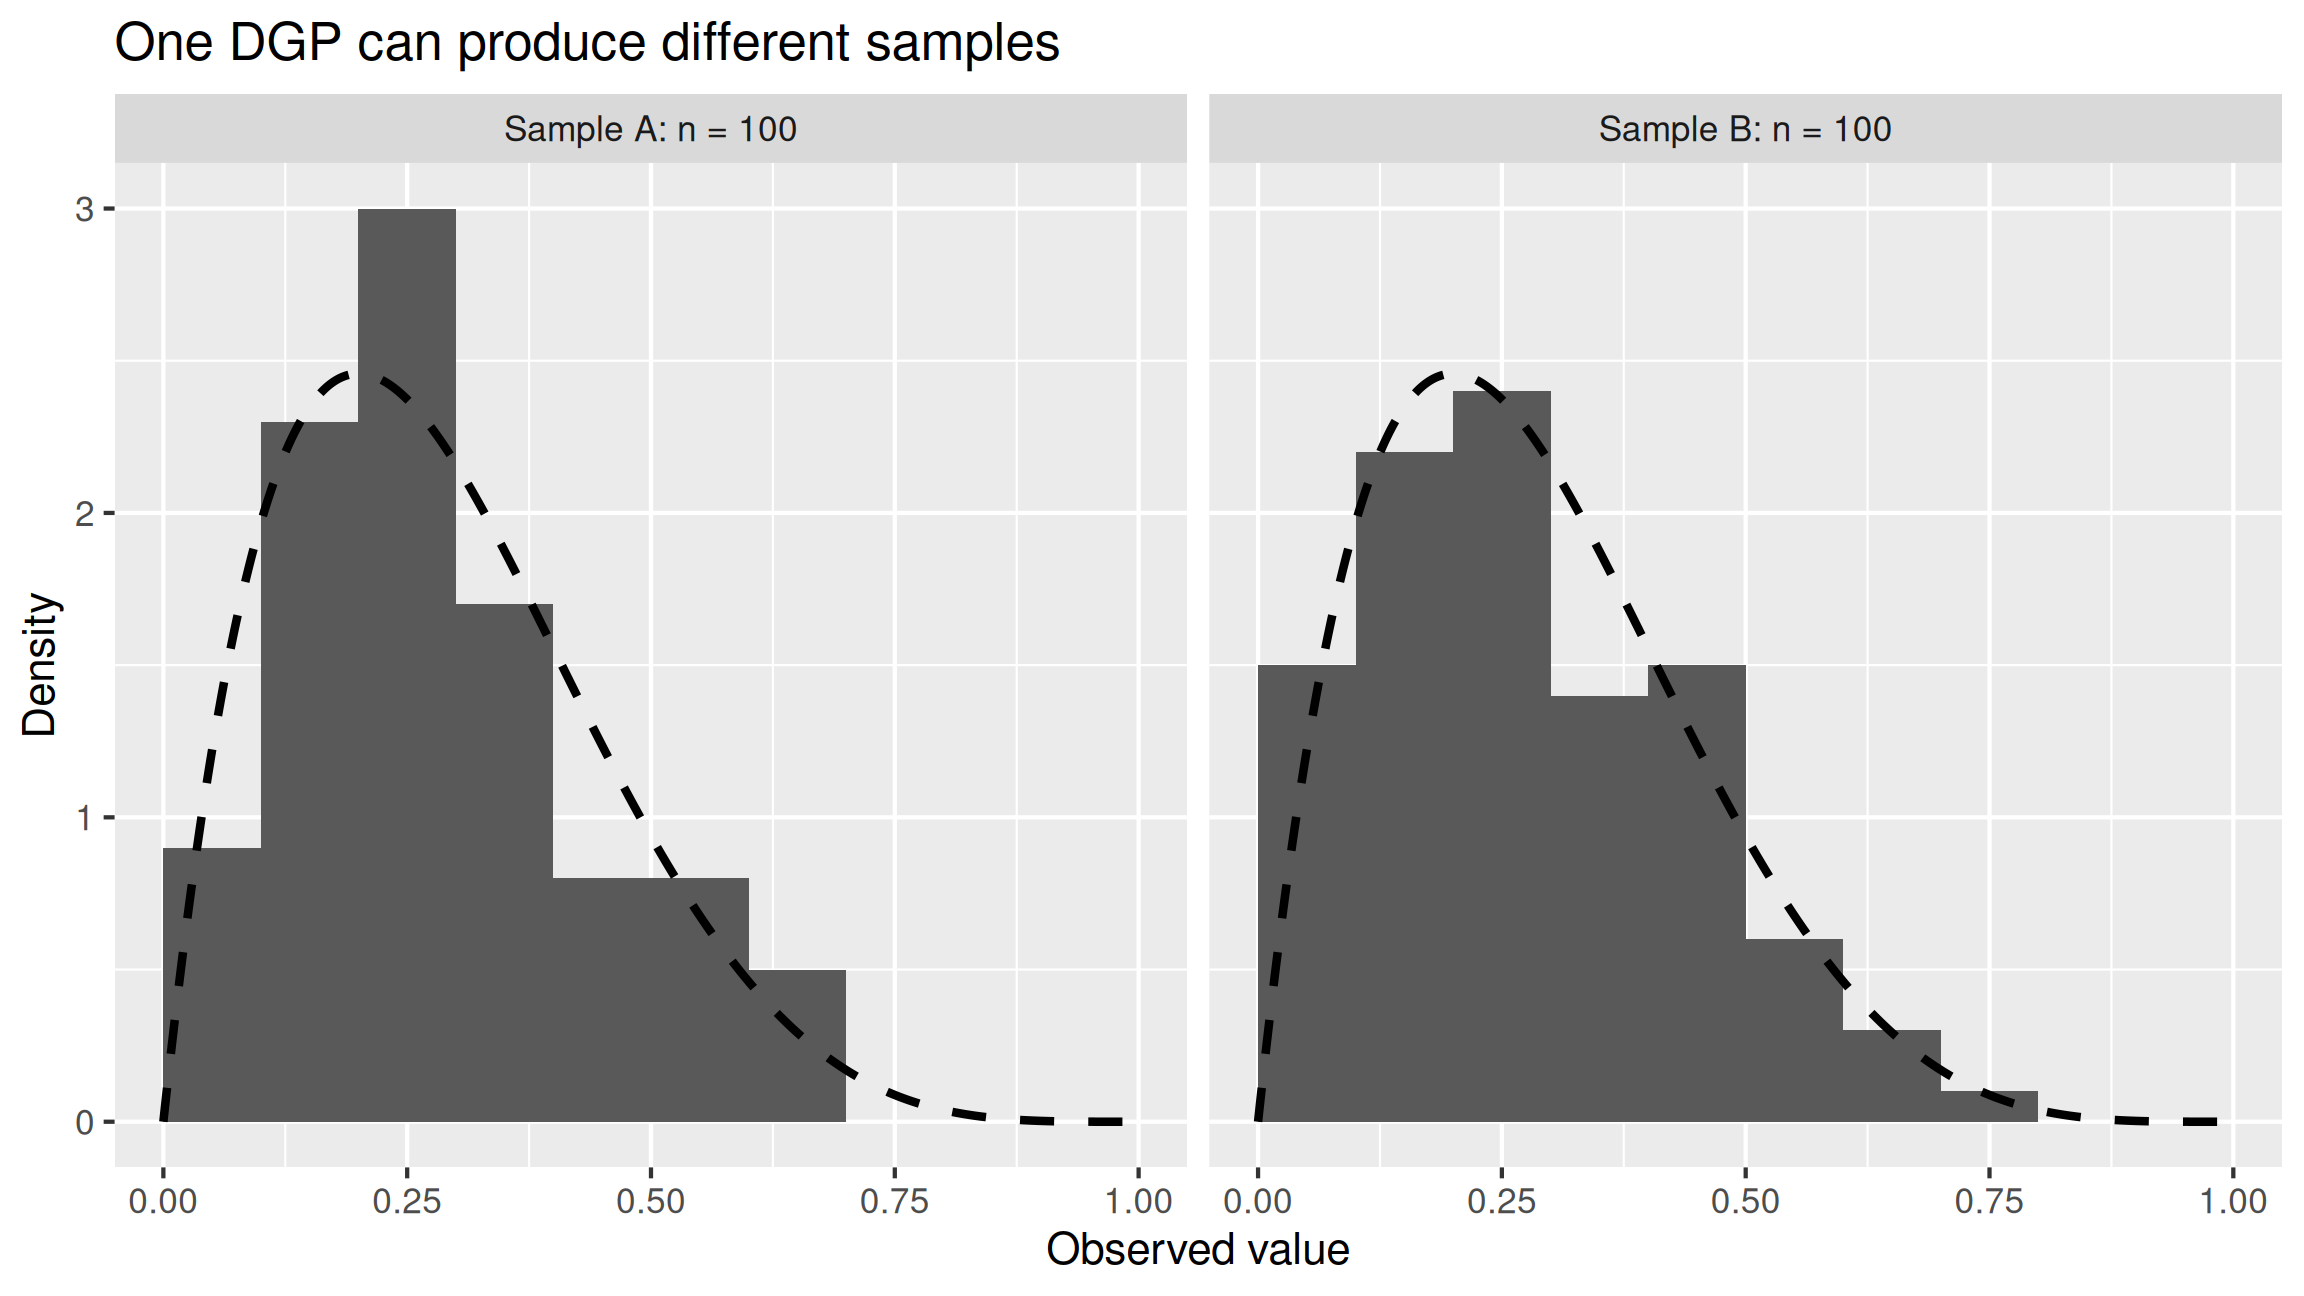 One DGP can produce different samples
Sample A: n = 100
Sample B: n = 100
Density
3
2
1
0
0.00 0.25 0.50 0.75 1.00
0.00 0.25 0.50 0.75 1.00
Observed value